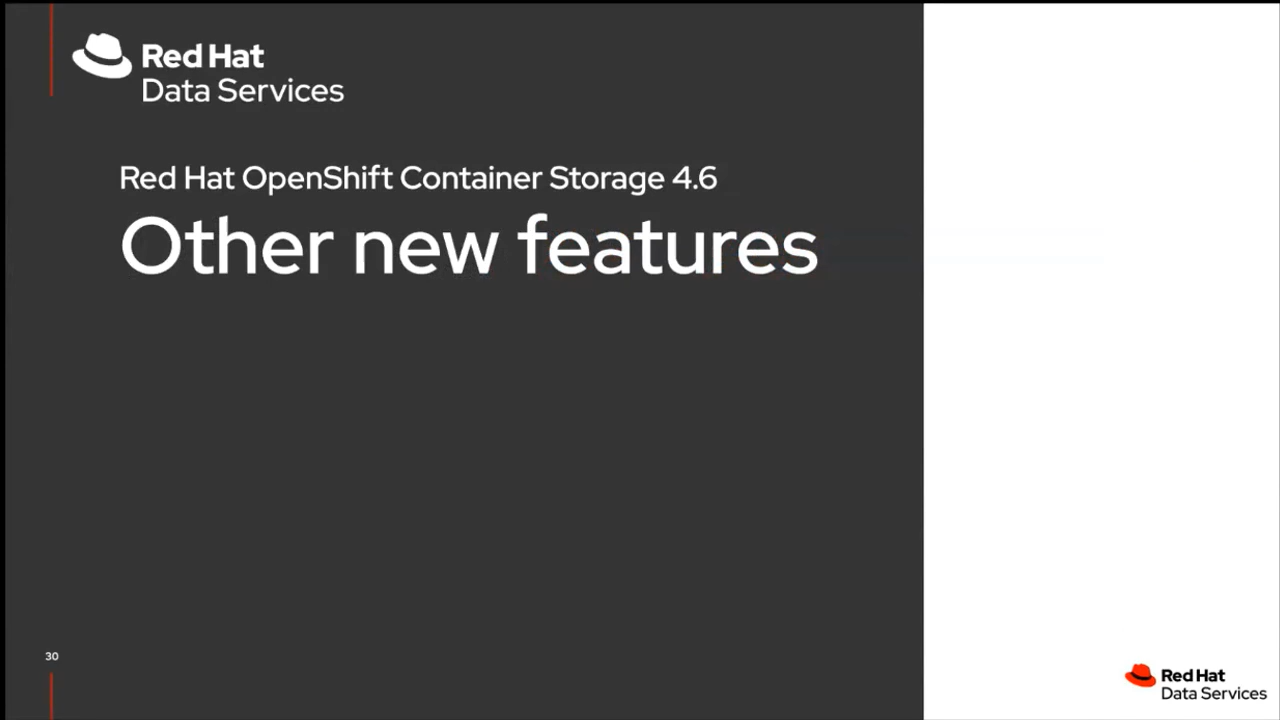 Red Hat
Data Services
Red Hat OpenShift Container Storage 4.6
Other new features
30
Red Hat
Data Services